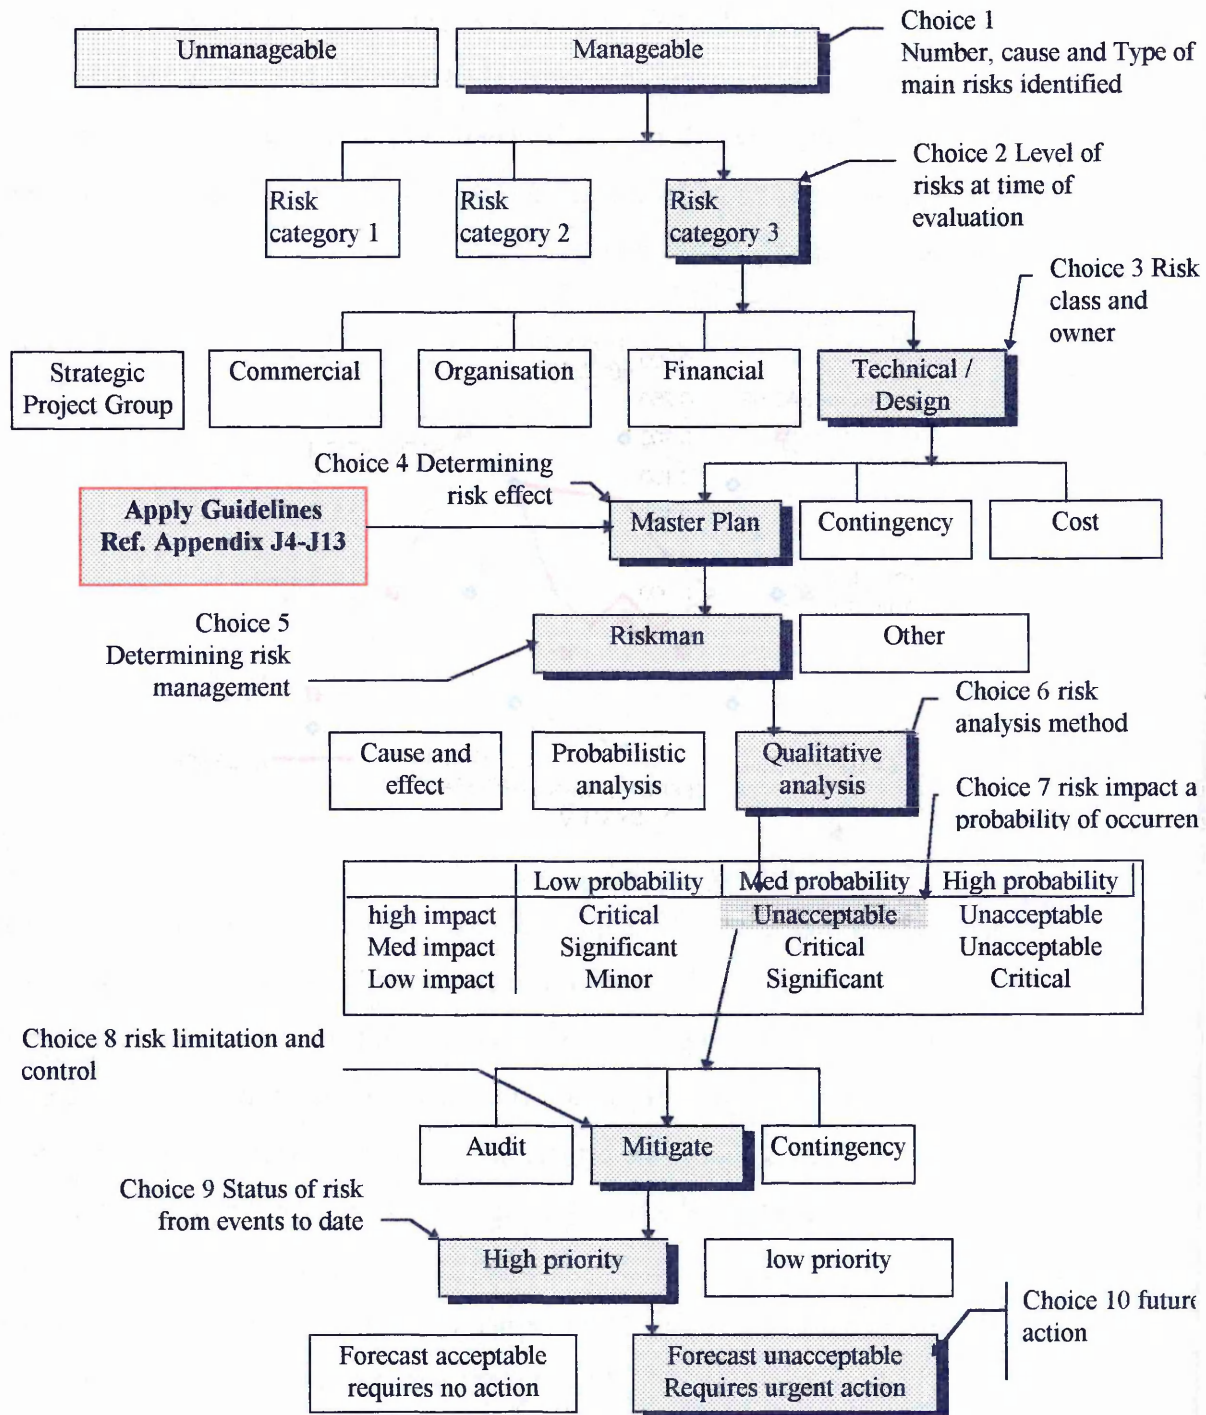 Choice 1
Number, cause and Type of
main risks identified
Unmanageable
Manageable
Choice 2 Level of
risks at time of
evaluation
Risk
category 1
Risk
category 2
Risk
category 3
Choice 3 Risk
class and
owner
Strategic
Project Group
Commercial
Organisation
Financial
Technical /
Design
Choice 4 Determining
risk effect
Apply Guidelines
Ref. Appendix J4-J13
Master Plan
Contingency
Cost
Choice 5
Determining risk
management
Riskman
Other
Choice 6 risk
analysis method
Cause and
effect
Probabilistic
analysis
Qualitative
analysis
Choice 7 risk impact a
probability of occurren
Low probability Med probability High probability
high impact Critical Unacceptable Unacceptable
Med impact Significant Critical Unacceptable
Low impact Minor Significant Critical
Choice 8 risk limitation and
control
Audit
Mitigate
Contingency
Choice 9 Status of risk
from events to date
High priority
low priority
Choice 10 future
action
Forecast acceptable
requires no action
Forecast unacceptable
Requires urgent action